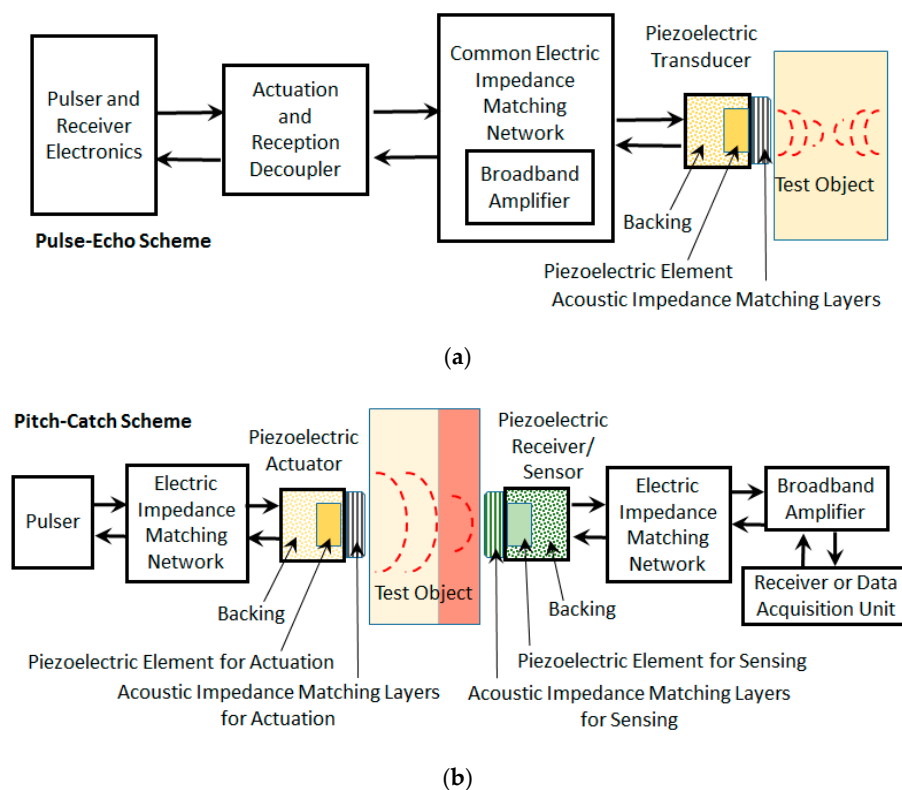 Pulser and
Receiver
Electronics
Pulse-Echo Scheme
Actuation
and
Reception
Decoupler
Common Electric
Impedance
Matching
Network
Broadband
Amplifier
Piezoelectric
Transducer
Test Object
Backing
Piezoelectric Element
Acoustic Impedance Matching Layers
(a)
Pitch-Catch Scheme
Pulser
Electric
Impedance
Matching
Network
Piezoelectric
Actuator
Backing
Test Object
Piezoelectric
Receiver/
Sensor
Backing
Electric
Impedance
Matching
Network
Broadband
Amplifier
Receiver or Data
Acquisition Unit
Piezoelectric Element for Actuation
Acoustic Impedance Matching Layers
for Actuation
Piezoelectric Element for Sensing
Acoustic Impedance Matching Layers
for Sensing
(b)